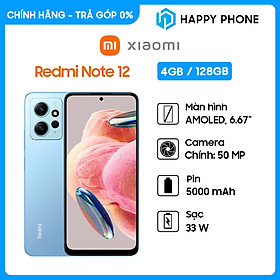 CHÍNH HÃNG - TRẢ GÓP 0%
HAPPY PHONE
xiaomi
Redmi Note 12
4GB / 128GB
Màn hình
AMOLED, 6.67"
Camera
Chính: 50 MP
Pin
5000 mAh
Sạc
33 W
Redmi